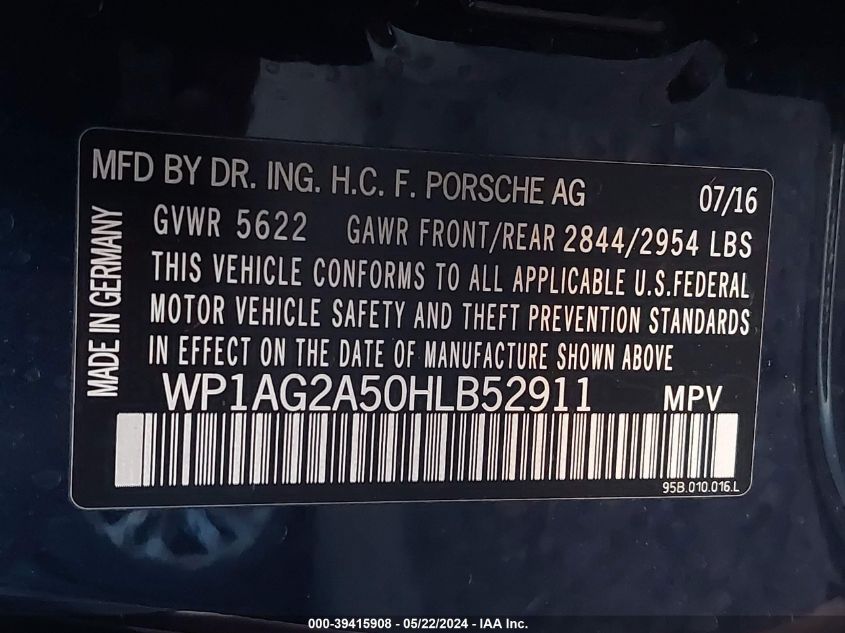 MFD BY DR. ING. H.C. F. PORSCHE AG 07/16
MADE IN GERMANY
GVWR 5622 GAWR FRONT/REAR 2844/2954 LBS
THIS VEHICLE CONFORMS TO ALL APPLICABLE U.S.FEDERAL
MOTOR VEHICLE SAFETY AND THEFT PREVENTION STANDARDS
IN EFFECT ON THE DATE OF MANUFACTURE SHOWN ABOVE
WP1AG2A50HLB52911 MPV
95B.010.016.L
000-39415908 - 05/22/2024 - IAA Inc.